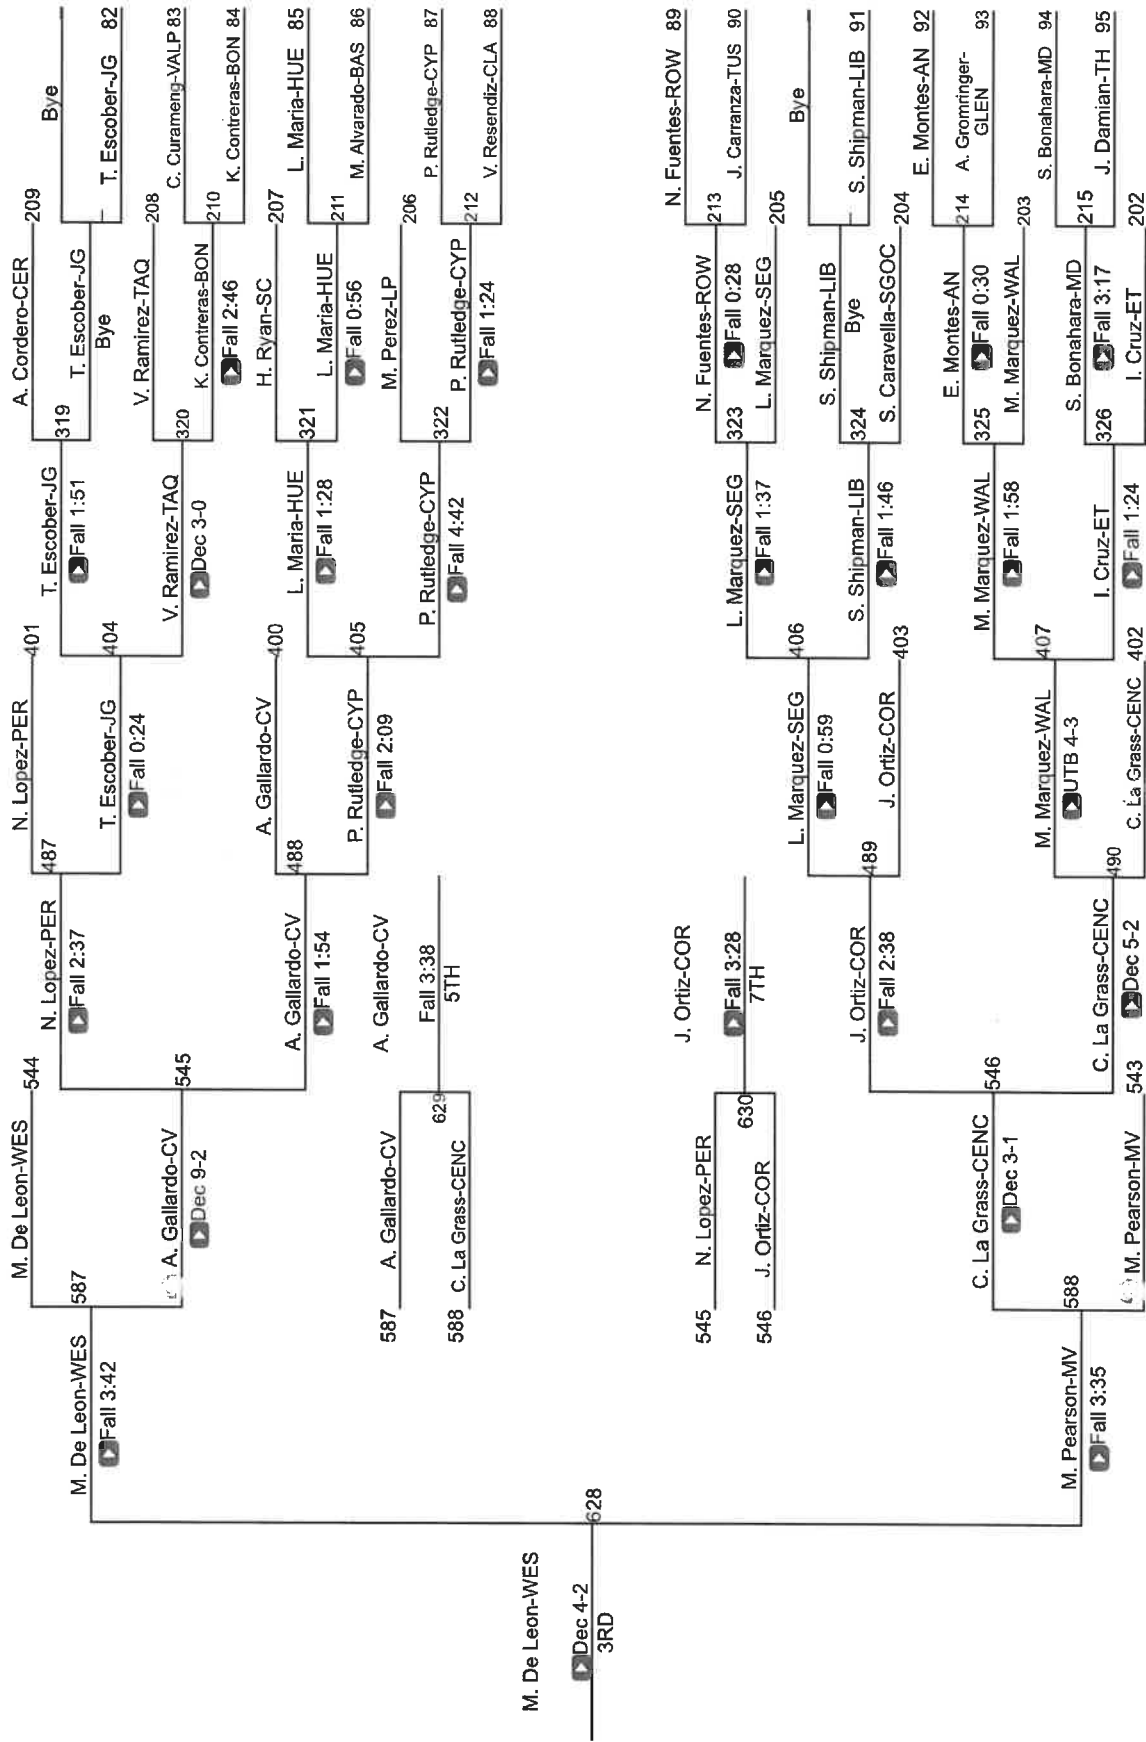 Bye
T. Escober-JG 82
C. Curameng-VALP 83
K. Contreras-BON 84
L. Maria-HUE 85
M. Alvarado-BAS 86
P. Rutledge-CYP 87
V. Resendiz-CLA 88
N. Fuentes-ROW 89
J. Carranza-TUS 90
Bye
S. Shipman-LIB 91
E. Montes-AN 92
A. Gromringer-
GLEN 93
S. Bonahara-MD 94
J. Damian-TH 95
A. Cordero-CER 209
T. Escober-JG
Bye
V. Ramirez-TAQ 208
K. Contreras-BON 210
Fall 2:46
H. Ryan-SC 207
L. Maria-HUE 211
Fall 0:56
M. Perez-LP 206
P. Rutledge-CYP 212
Fall 1:24
N. Fuentes-ROW 213
Fall 0:28
L. Marquez-SEG 205
S. Shipman-LIB
Bye
S. Caravella-SGOC 204
E. Montes-AN 214
Fall 0:30
M. Marquez-WAL 203
S. Bonahara-MD 215
Fall 3:17
I. Cruz-ET 202
T. Escober-JG 319
Fall 1:51
V. Ramirez-TAQ 320
Dec 3-0
L. Maria-HUE 321
Fall 1:28
P. Rutledge-CYP 322
Fall 4:42
L. Marquez-SEG 323
Fall 1:37
S. Shipman-LIB 324
Fall 1:46
M. Marquez-WAL 325
Fall 1:58
I. Cruz-ET 326
Fall 1:24
N. Lopez-PER 401
T. Escober-JG 404
Fall 0:24
A. Gallardo-CV 400
P. Rutledge-CYP 405
Fall 2:09
L. Marquez-SEG 406
Fall 0:59
J. Ortiz-COR 403
M. Marquez-WAL 407
UTB 4-3
C. La Grass-CENC 402
N. Lopez-PER 487
Fall 2:37
A. Gallardo-CV 488
Fall 1:54
J. Ortiz-COR 489
Fall 2:38
C. La Grass-CENC 490
Dec 5-2
M. De Leon-WES 544
A. Gallardo-CV 545
Dec 9-2
C. La Grass-CENC 546
Dec 3-1
M. Pearson-MV 543
M. De Leon-WES 587
Fall 3:42
M. Pearson-MV 588
Fall 3:35
M. De Leon-WES 628
Dec 4-2
3RD
587 A. Gallardo-CV
588 C. La Grass-CENC
629
A. Gallardo-CV
Fall 3:38
5TH
545 N. Lopez-PER
546 J. Ortiz-COR
630
J. Ortiz-COR
Fall 3:28
7TH